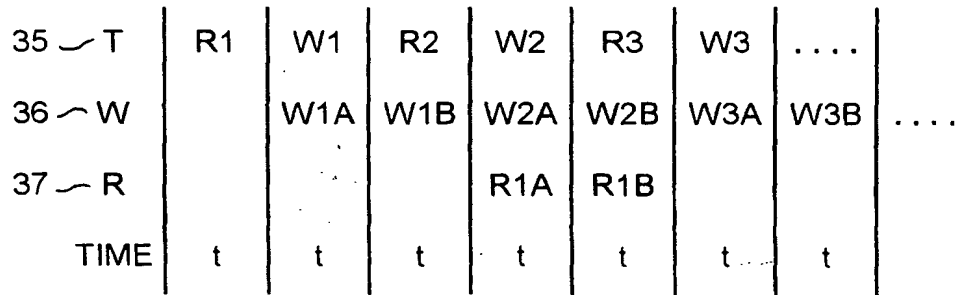 35 T R1 W1 R2 W2 R3 W3 ....
36 W W1A W1B W2A W2B W3A W3B ....
37 R R1A R1B
TIME t t t t t t t